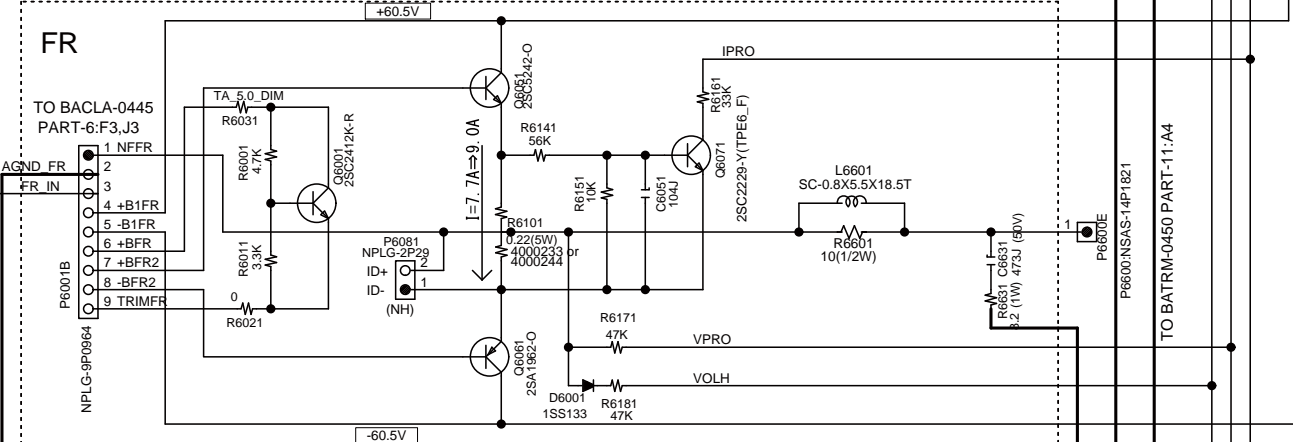 +60.5V
FR
TO BACLA-0445
PART-6:F3,J3
TA_5.0_DIM
R6031
Q6051
2SC5242-O
IPRO
R6161
33K
1 NFFR
AGND_FR
2
FR_IN
3
4 +B1FR
5 -B1FR
6 +BFR
7 +BFR2
8 -BFR2
9 TRIMFR
P6001B
NPLG-9P0964
R6001
4.7K
Q6001
2SC2412K-R
R6011
3.3K
0
R6021
I=7.7A⇒9.0A
R6141
56K
R6151
10K
C6051
104J
Q6071
2SC2229-Y(TPE6_F)
R6101
0.22(5W)
4000233 or
4000244
P6081
NPLG-2P29
ID+
2
ID-
1
(NH)
L6601
SC-0.8X5.5X18.5T
R6601
10(1/2W)
C6631
473J (50V)
R6631
8.2 (1W)
1
P6600E
P6600:NSAS-14P1821
TO BATRM-0450 PART-11:A4
Q6061
2SA1962-O
R6171
47K
VPRO
D6001
1SS133
R6181
47K
VOLH
-60.5V